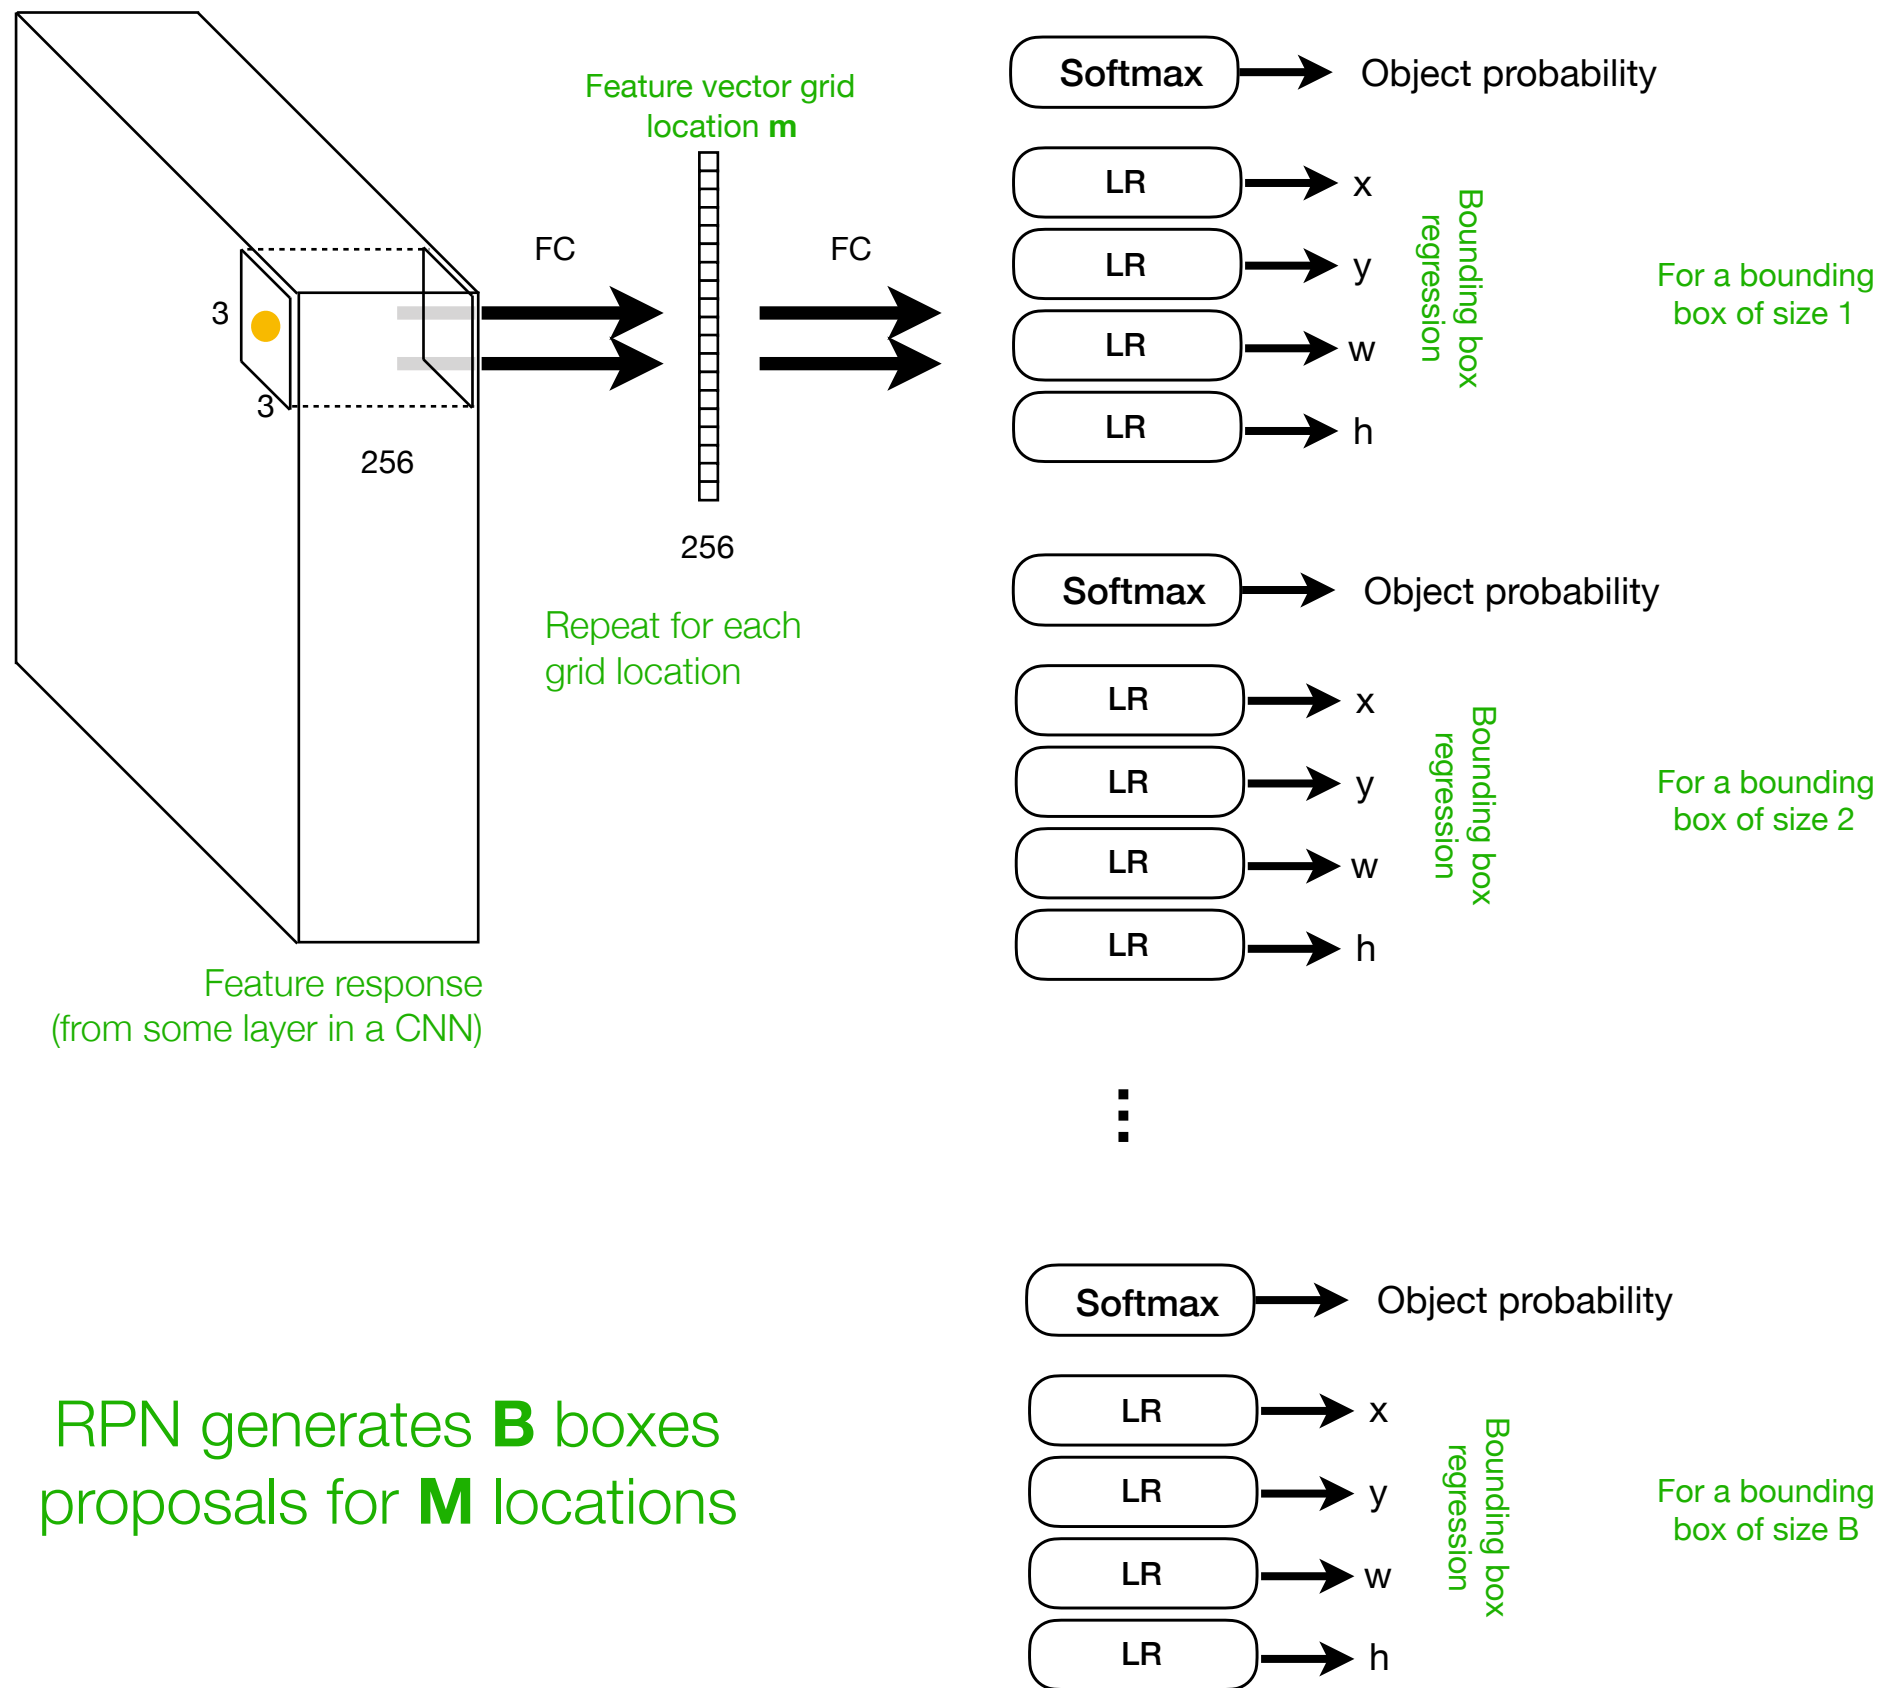 Feature vector grid
location m
FC
FC
3
3
256
256
Repeat for each
grid location
Feature response
(from some layer in a CNN)
Softmax
Object probability
LR
x
LR
y
LR
w
LR
h
Bounding box
regression
For a bounding
box of size 1
Softmax
Object probability
LR
x
LR
y
LR
w
LR
h
Bounding box
regression
For a bounding
box of size 2
⋮
RPN generates B boxes
proposals for M locations
Softmax
Object probability
LR
x
LR
y
LR
w
LR
h
Bounding box
regression
For a bounding
box of size B